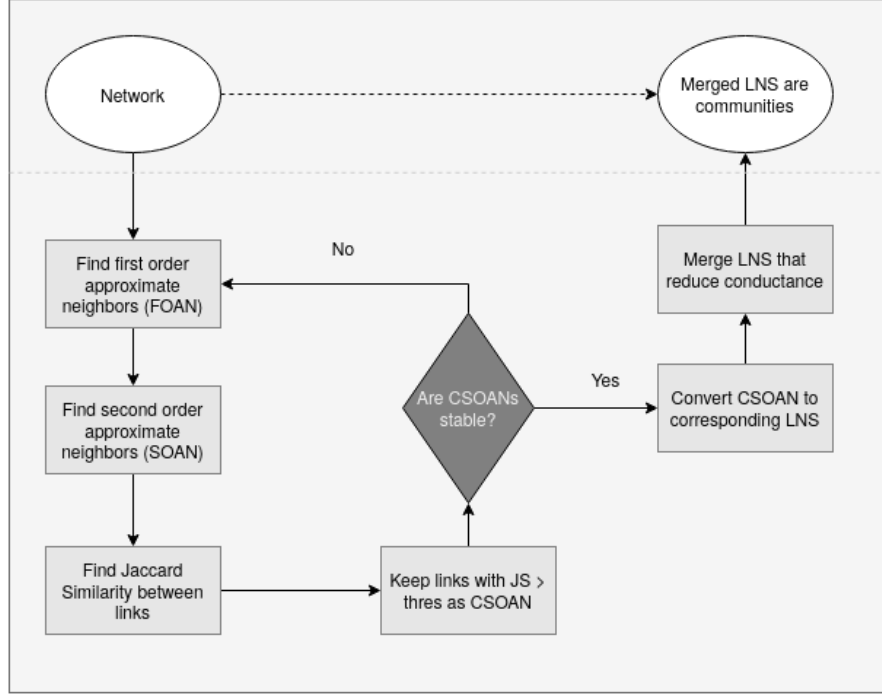 Network
Merged LNS are
communities
Find first order
approximate
neighbors (FOAN)
No
Merge LNS that
reduce conductance
Find second order
approximate
neighbors (SOAN)
Are CSOANs
stable?
Yes
Convert CSOAN to
corresponding LNS
Find Jaccard
Similarity between
links
Keep links with JS >
thres as CSOAN